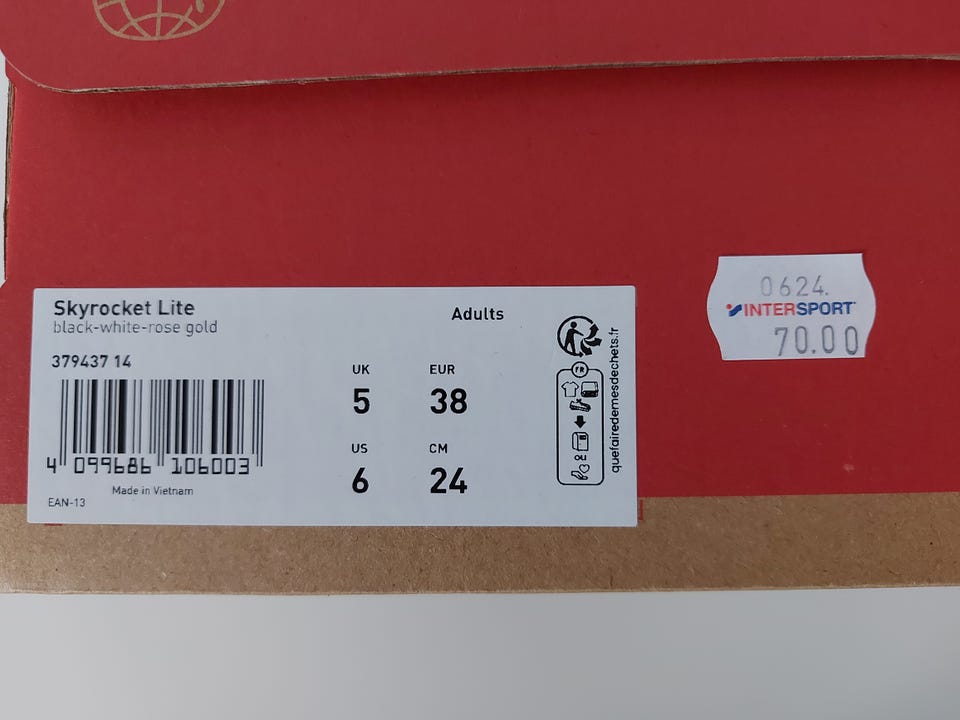 Skyrocket Lite
black-white-rose gold
Adults
379437 14
4 099686 106003
Made in Vietnam
EAN-13
UK
5
EUR
38
US
6
CM
24
FR
OU
quefairedemesdechets.fr
0624.
INTERSPORT
70.00